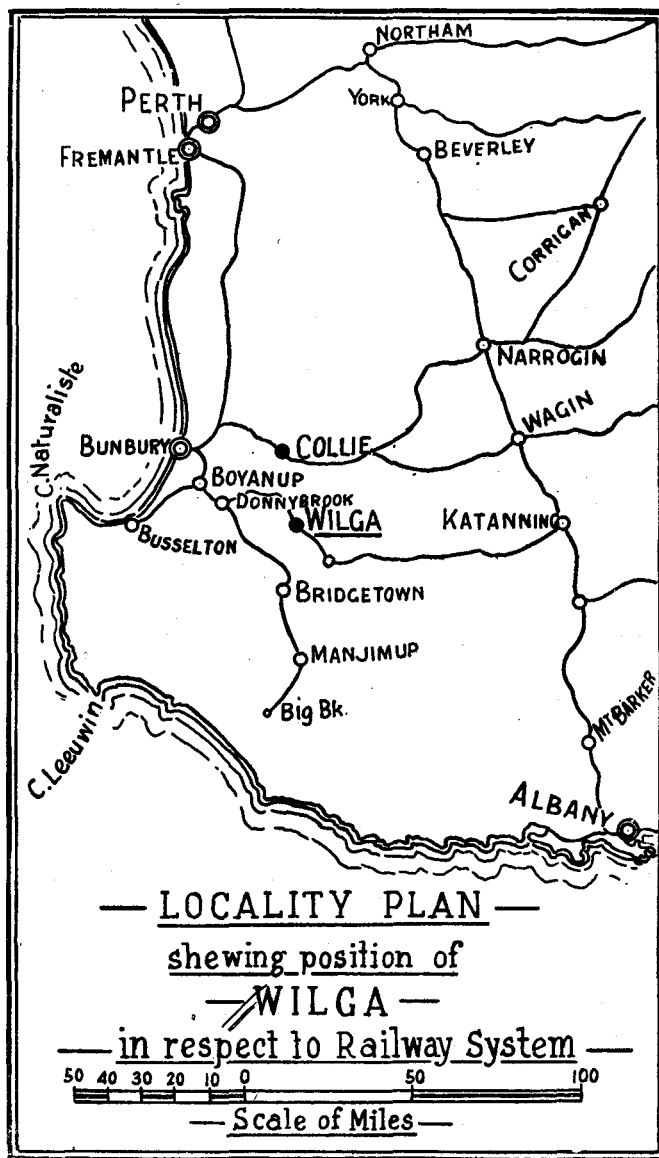 NORTHAM
PERTH
YORK
FREMANTLE
BEVERLEY
CORRIGAN
NARROGIN
C. Naturaliste
WAGIN
BUNBURY
COLLIE
BOYANUP
DONNYBROOK
WILGA
KATANNING
BUSSELTON
BRIDGETOWN
MANJIMUP
Big Bk.
MT BARKER
C. Leeuwin
ALBANY
— LOCALITY PLAN —
shewing position of
— WILGA —
— in respect to Railway System —
50 40 30 20 10 0 50 100
— Scale of Miles —